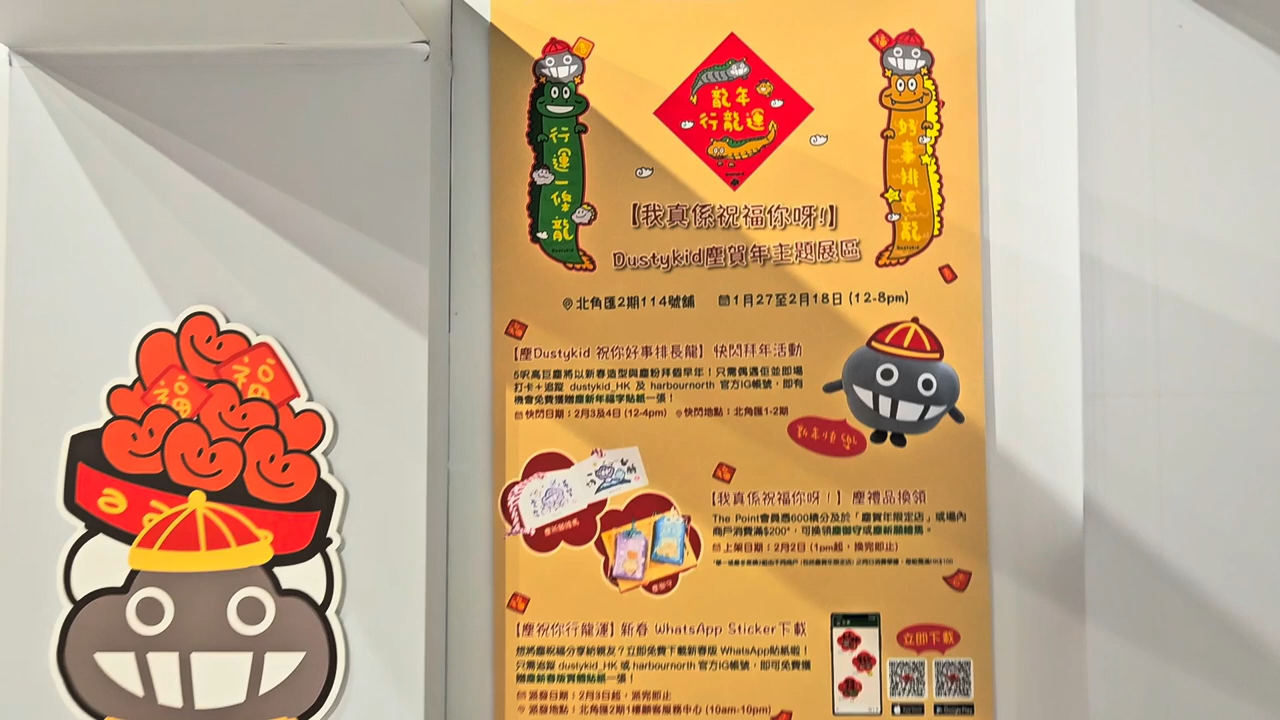 龍年
行龍運
行運一條龍
好事排長龍
【我真係祝福你呀!】
Dustykid塵賀年主題展區
北角匯2期114號舖 1月27至2月18日 (12-8pm)
【塵Dustykid 祝你好事排長龍】快閃拜年活動
5呎高巨塵將以新春造型與塵粉拜個早年！只需偶遇佢並即場
打卡＋追蹤 dustykid_HK 及 harbournorth 官方IG帳號，即有
機會免費獲贈塵新年福字貼紙一張！
快閃日期：2月3及4日 (12-4pm) 快閃地點：北角匯1-2期
新年快樂
【我真係祝福你呀！】塵禮品換領
The Point會員憑600積分及於「塵賀年限定店」或場內
商戶消費滿$200*，可換領塵御守或塵新願繪馬。
上架日期：2月2日 (1pm起，換完即止)
塵御守
【塵祝你行龍運】新春 WhatsApp Sticker下載
想將塵祝福分享給親友？立即免費下載新春版 WhatsApp貼紙啦！
只需追蹤 dustykid_HK 或 harbournorth 官方IG帳號，即可免費獲
贈塵新春版實體貼紙一張！
派發日期：2月3日起，派完即止
派發地點：北角匯2期1樓顧客服務中心 (10am-10pm)
立即下載
福
福